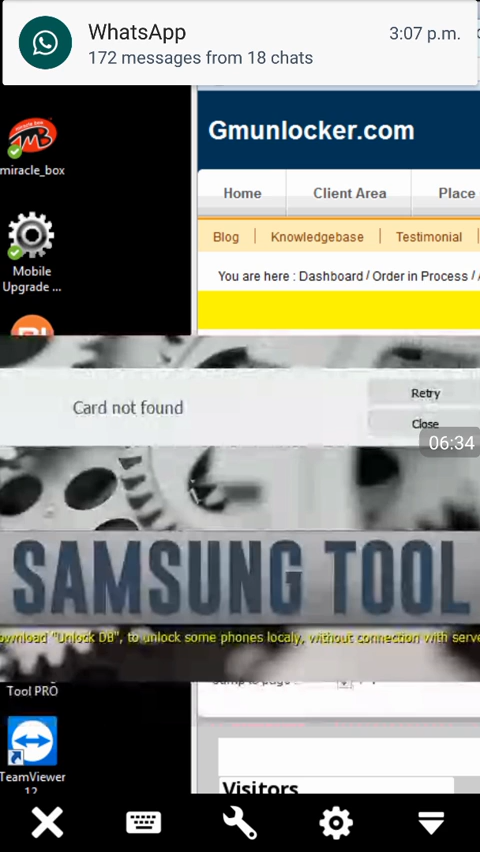 WhatsApp
3:07 p.m.
172 messages from 18 chats
Gmunlocker.com
miracle_box
Home
Client Area
Place
Blog
Knowledgebase
Testimonial
Mobile
Upgrade ...
You are here : Dashboard / Order in Process /
Card not found
Retry
Close
06:34
SAMSUNG TOOL
"Unlock DB", to unlock some phones localy, without connection with
Tool PRO
TeamViewer
12
Visitors